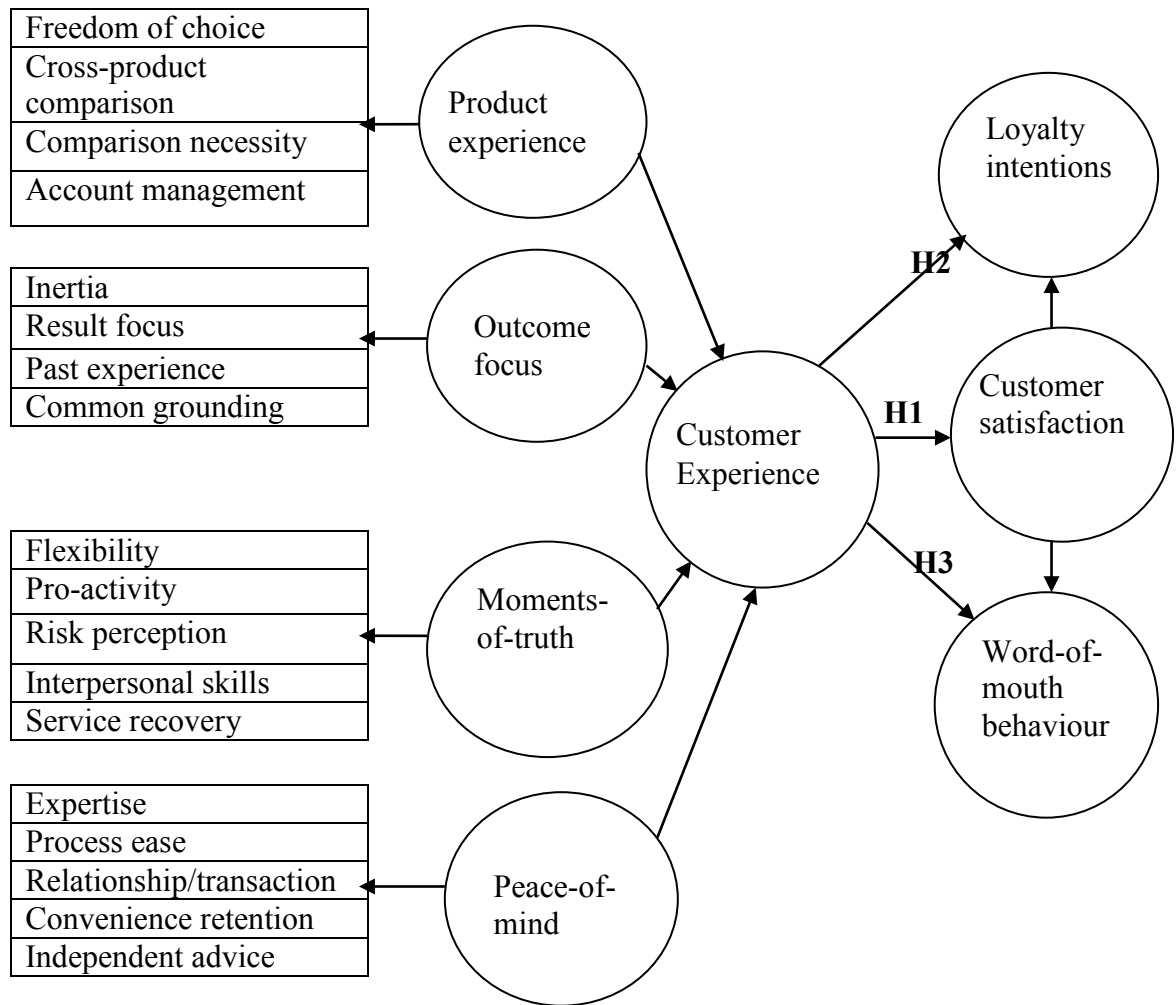 Freedom of choice
Cross-product
comparison
Comparison necessity
Account management
Product
experience
Loyalty
intentions
H2
Inertia
Result focus
Past experience
Common grounding
Outcome
focus
Customer
Experience
H1
Customer
satisfaction
Flexibility
Pro-activity
Risk perception
Interpersonal skills
Service recovery
Moments-
of-truth
H3
Word-of-
mouth
behaviour
Expertise
Process ease
Relationship/transaction
Convenience retention
Independent advice
Peace-of-
mind